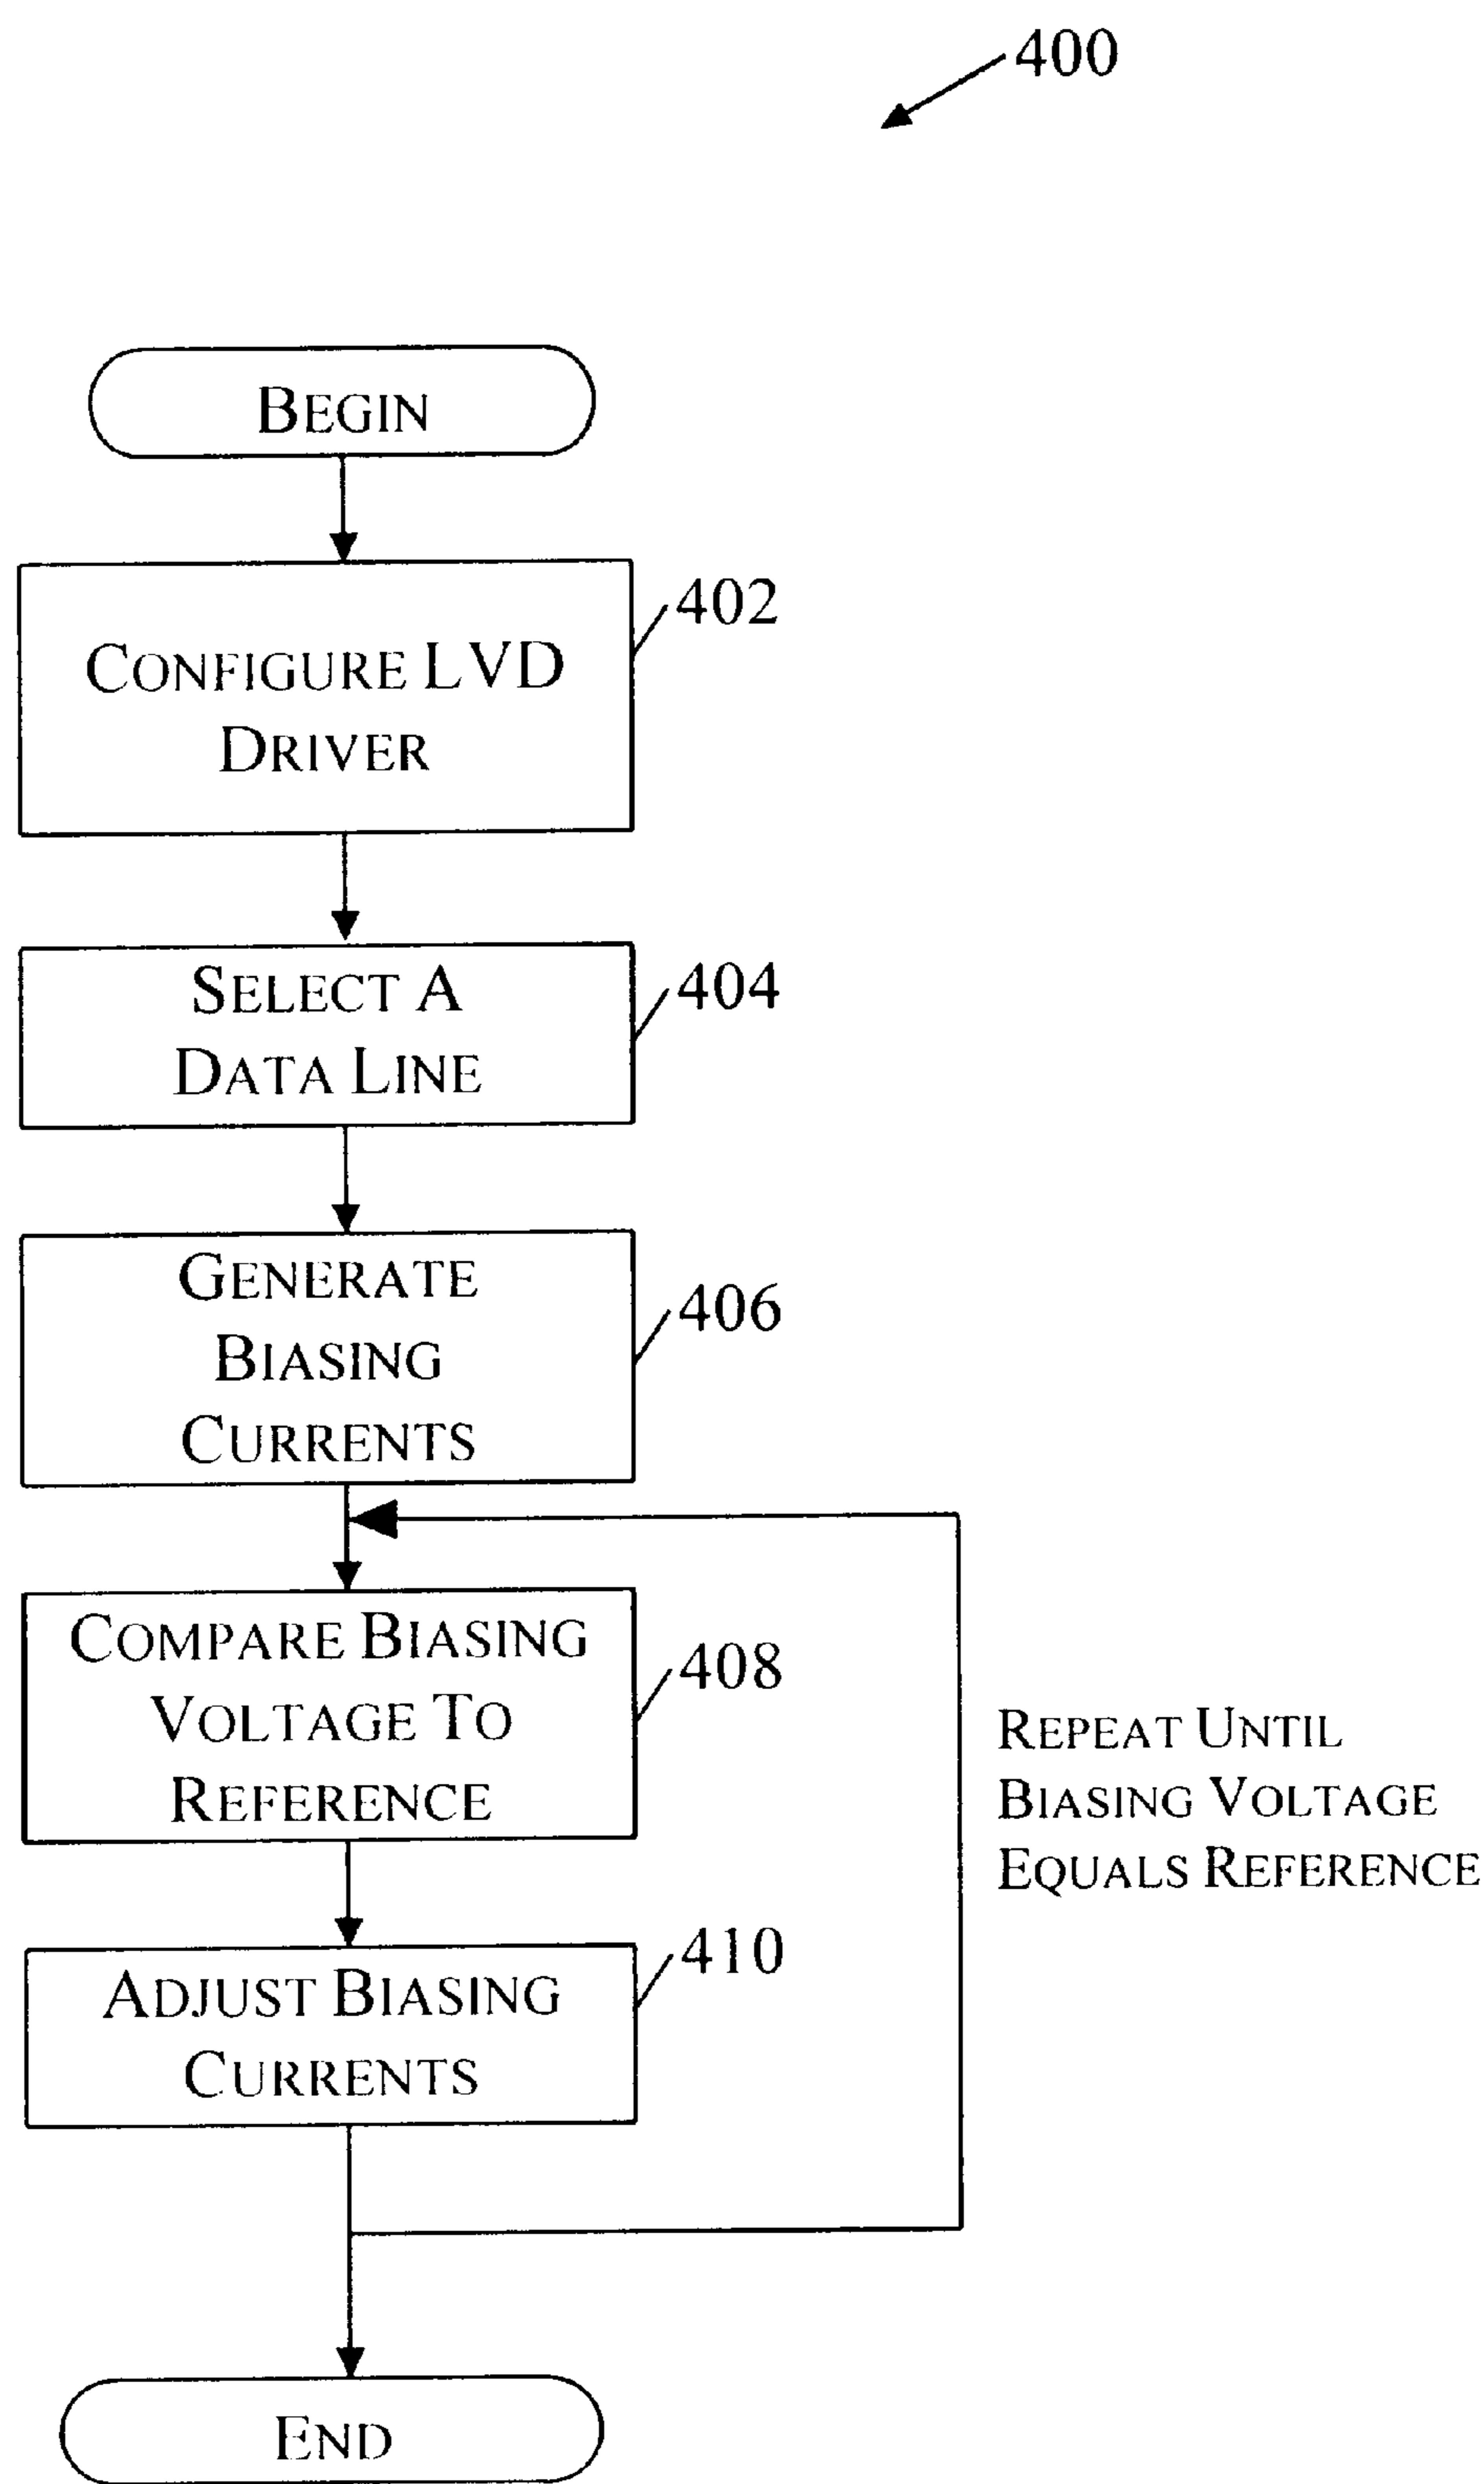 400
BEGIN
CONFIGURE LVD
DRIVER
402
SELECT A
DATA LINE
404
GENERATE
BIASING
CURRENTS
406
COMPARE BIASING
VOLTAGE TO
REFERENCE
408
REPEAT UNTIL
BIASING VOLTAGE
EQUALS REFERENCE
ADJUST BIASING
CURRENTS
410
END